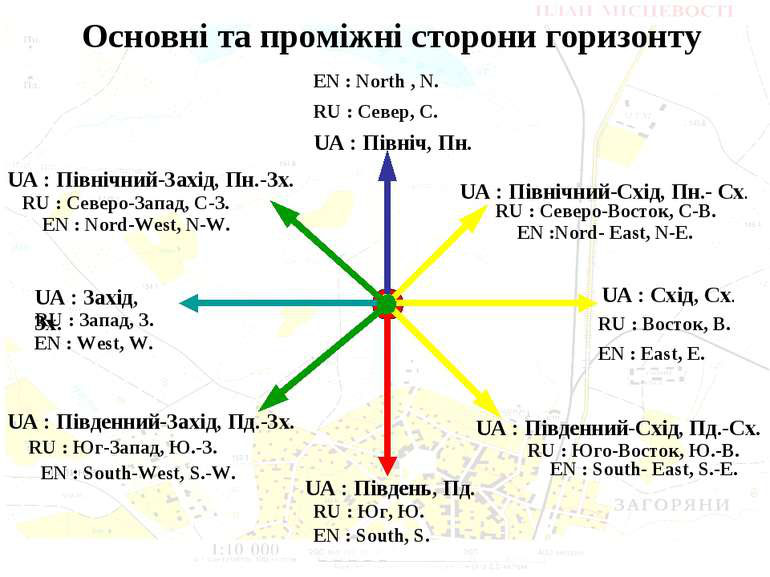 ПЛАН МІСЦЕВОСТІ
Основні та проміжні сторони горизонту
EN : North , N.
RU : Север, С.
UA : Північ, Пн.
UA : Північний-Захід, Пн.-Зх.
RU : Северо-Запад, С-З.
EN : Nord-West, N-W.
UA : Північний-Схід, Пн.- Сх.
RU : Северо-Восток, С-В.
EN :Nord- East, N-E.
UA : Захід,
Зх.
RU : Запад, З.
EN : West, W.
UA : Схід, Сх.
RU : Восток, В.
EN : East, E.
UA : Південний-Захід, Пд.-Зх.
RU : Юг-Запад, Ю.-З.
EN : South-West, S.-W.
UA : Південний-Схід, Пд.-Сх.
RU : Юго-Восток, Ю.-В.
EN : South- East, S.-E.
UA : Південь, Пд.
RU : Юг, Ю.
EN : South, S.
ЗАГОРЯНИ
1:10 000